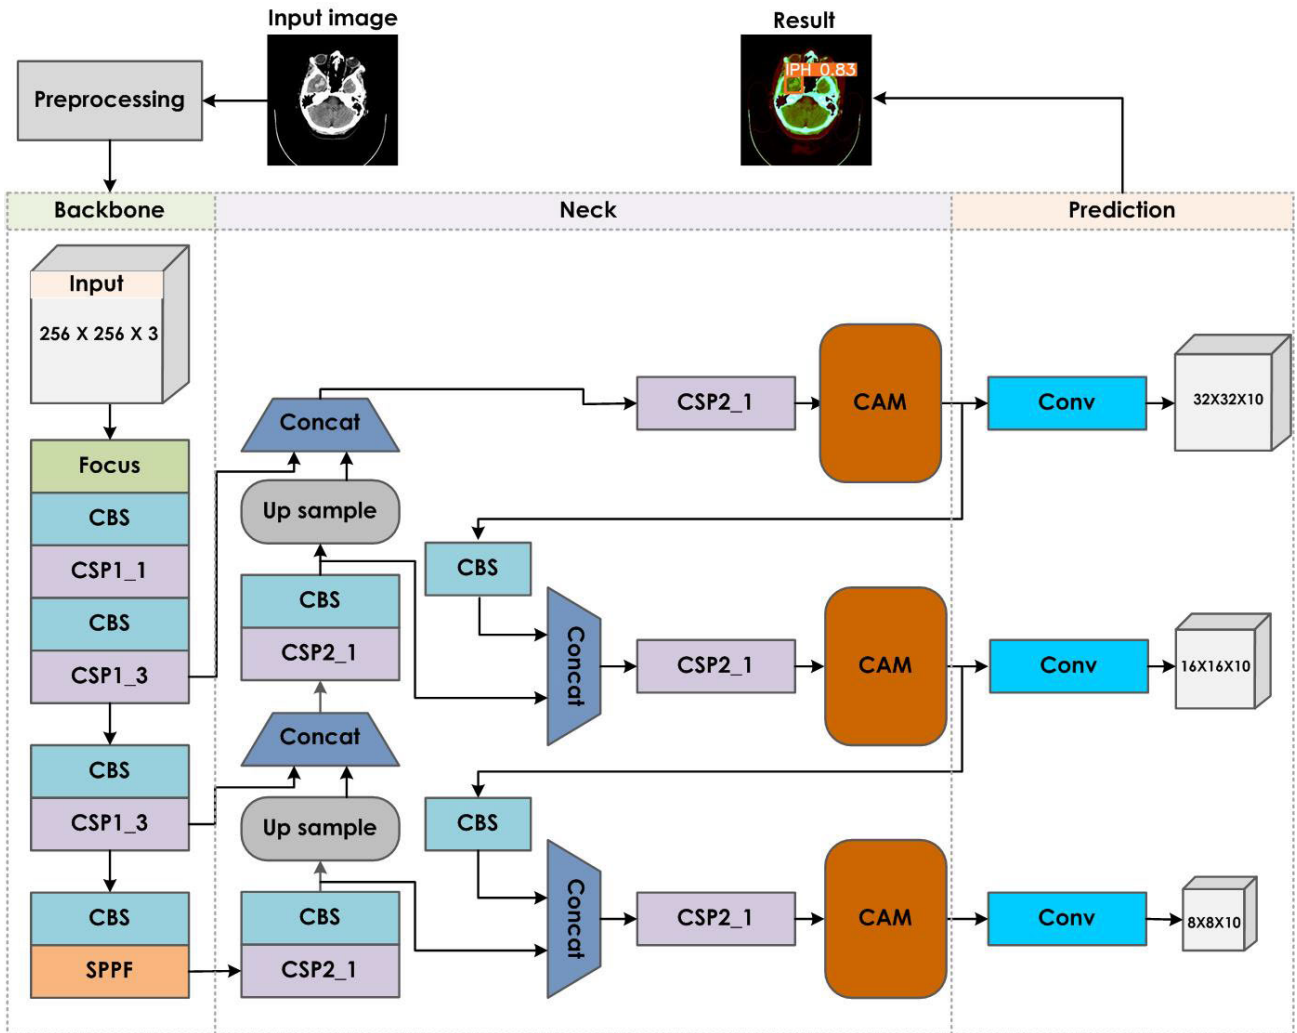 Input image
Result
Preprocessing
IPH 0.83
Backbone
Neck
Prediction
Input
256 X 256 X 3
Focus
CBS
CSP1_1
CBS
CSP1_3
CBS
CSP1_3
CBS
SPPF
Concat
Up sample
CBS
CSP2_1
Concat
Up sample
CBS
CSP2_1
CSP2_1
CAM
Conv
32X32X10
CBS
Concat
CSP2_1
CAM
Conv
16X16X10
CBS
Concat
CSP2_1
CAM
Conv
8X8X10